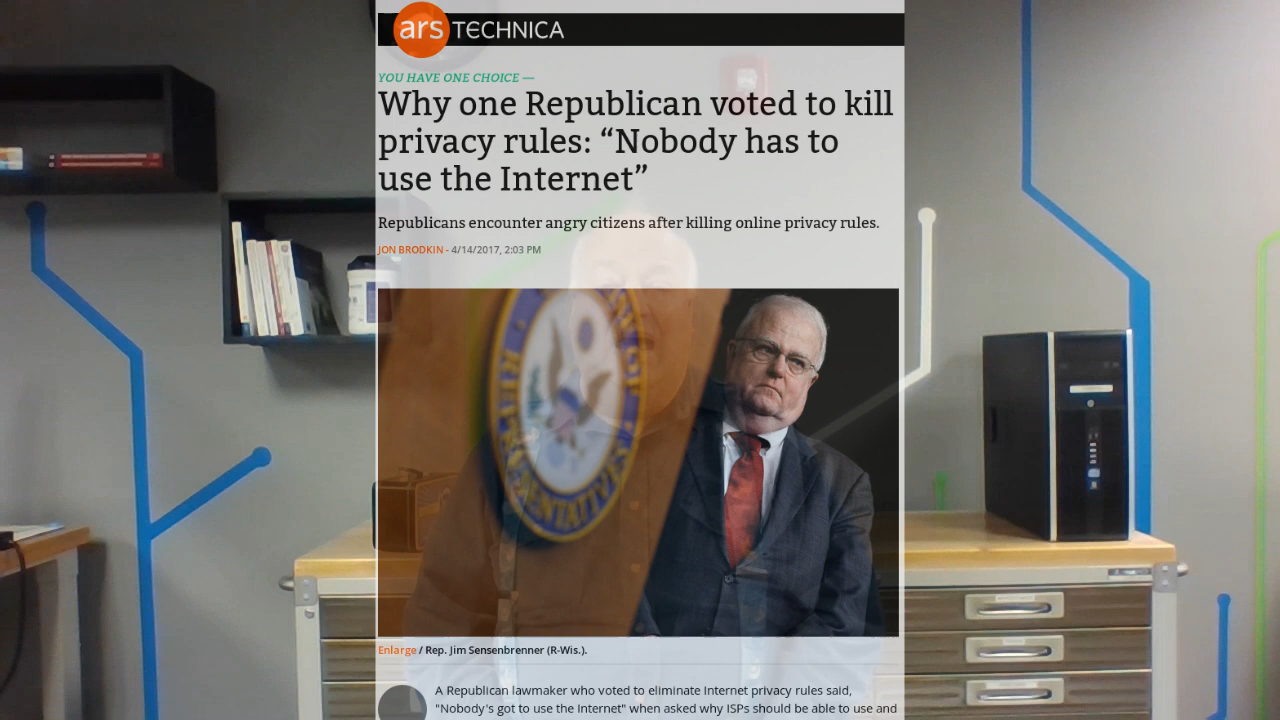 ars TECHNICA
YOU HAVE ONE CHOICE —
Why one Republican voted to kill
privacy rules: “Nobody has to
use the Internet”
Republicans encounter angry citizens after killing online privacy rules.
JON BRODKIN - 4/14/2017, 2:03 PM
Enlarge / Rep. Jim Sensenbrenner (R-Wis.).
A Republican lawmaker who voted to eliminate Internet privacy rules said,
"Nobody's got to use the Internet" when asked why ISPs should be able to use and